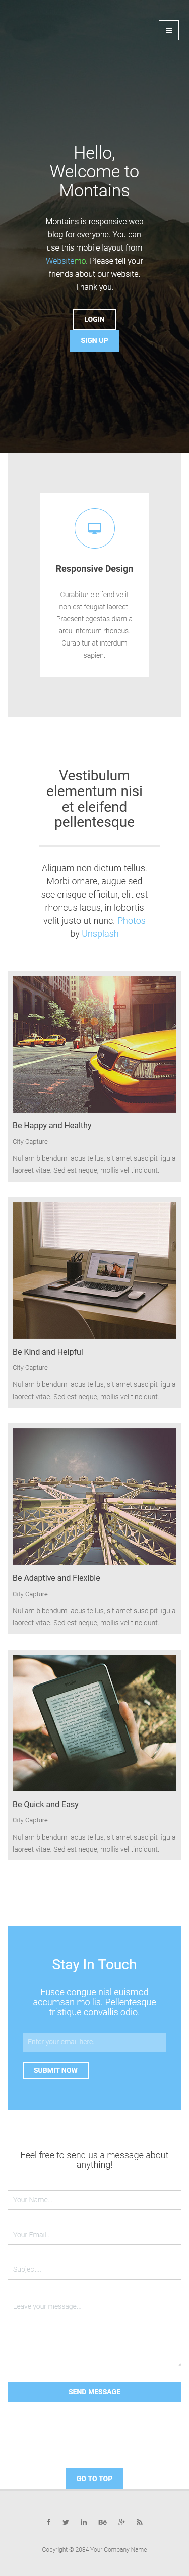 Hello,
Welcome to
Montains
Montains is responsive web
blog for everyone. You can
use this mobile layout from
Websitemo. Please tell your
friends about our website.
Thank you.
LOGIN
SIGN UP
Responsive Design
Curabitur eleifend velit
non est feugiat laoreet.
Praesent egestas diam a
arcu interdum rhoncus.
Curabitur at interdum
sapien.
Vestibulum
elementum nisi
et eleifend
pellentesque
Aliquam non dictum tellus.
Morbi ornare, augue sed
scelerisque efficitur, elit est
rhoncus lacus, in lobortis
velit justo ut nunc. Photos
by Unsplash
Be Happy and Healthy
City Capture
Nullam bibendum lacus tellus, sit amet suscipit ligula
laoreet vitae. Sed est neque, mollis vel tincidunt.
Be Kind and Helpful
City Capture
Nullam bibendum lacus tellus, sit amet suscipit ligula
laoreet vitae. Sed est neque, mollis vel tincidunt.
Be Adaptive and Flexible
City Capture
Nullam bibendum lacus tellus, sit amet suscipit ligula
laoreet vitae. Sed est neque, mollis vel tincidunt.
Be Quick and Easy
City Capture
Nullam bibendum lacus tellus, sit amet suscipit ligula
laoreet vitae. Sed est neque, mollis vel tincidunt.
Stay In Touch
Fusce congue nisl euismod
accumsan mollis. Pellentesque
tristique convallis odio.
Enter your email here..
SUBMIT NOW
Feel free to send us a message about
anything!
Your Name...
Your Email...
Subject...
Leave your message...
SEND MESSAGE
GO TO TOP
Copyright © 2084 Your Company Name